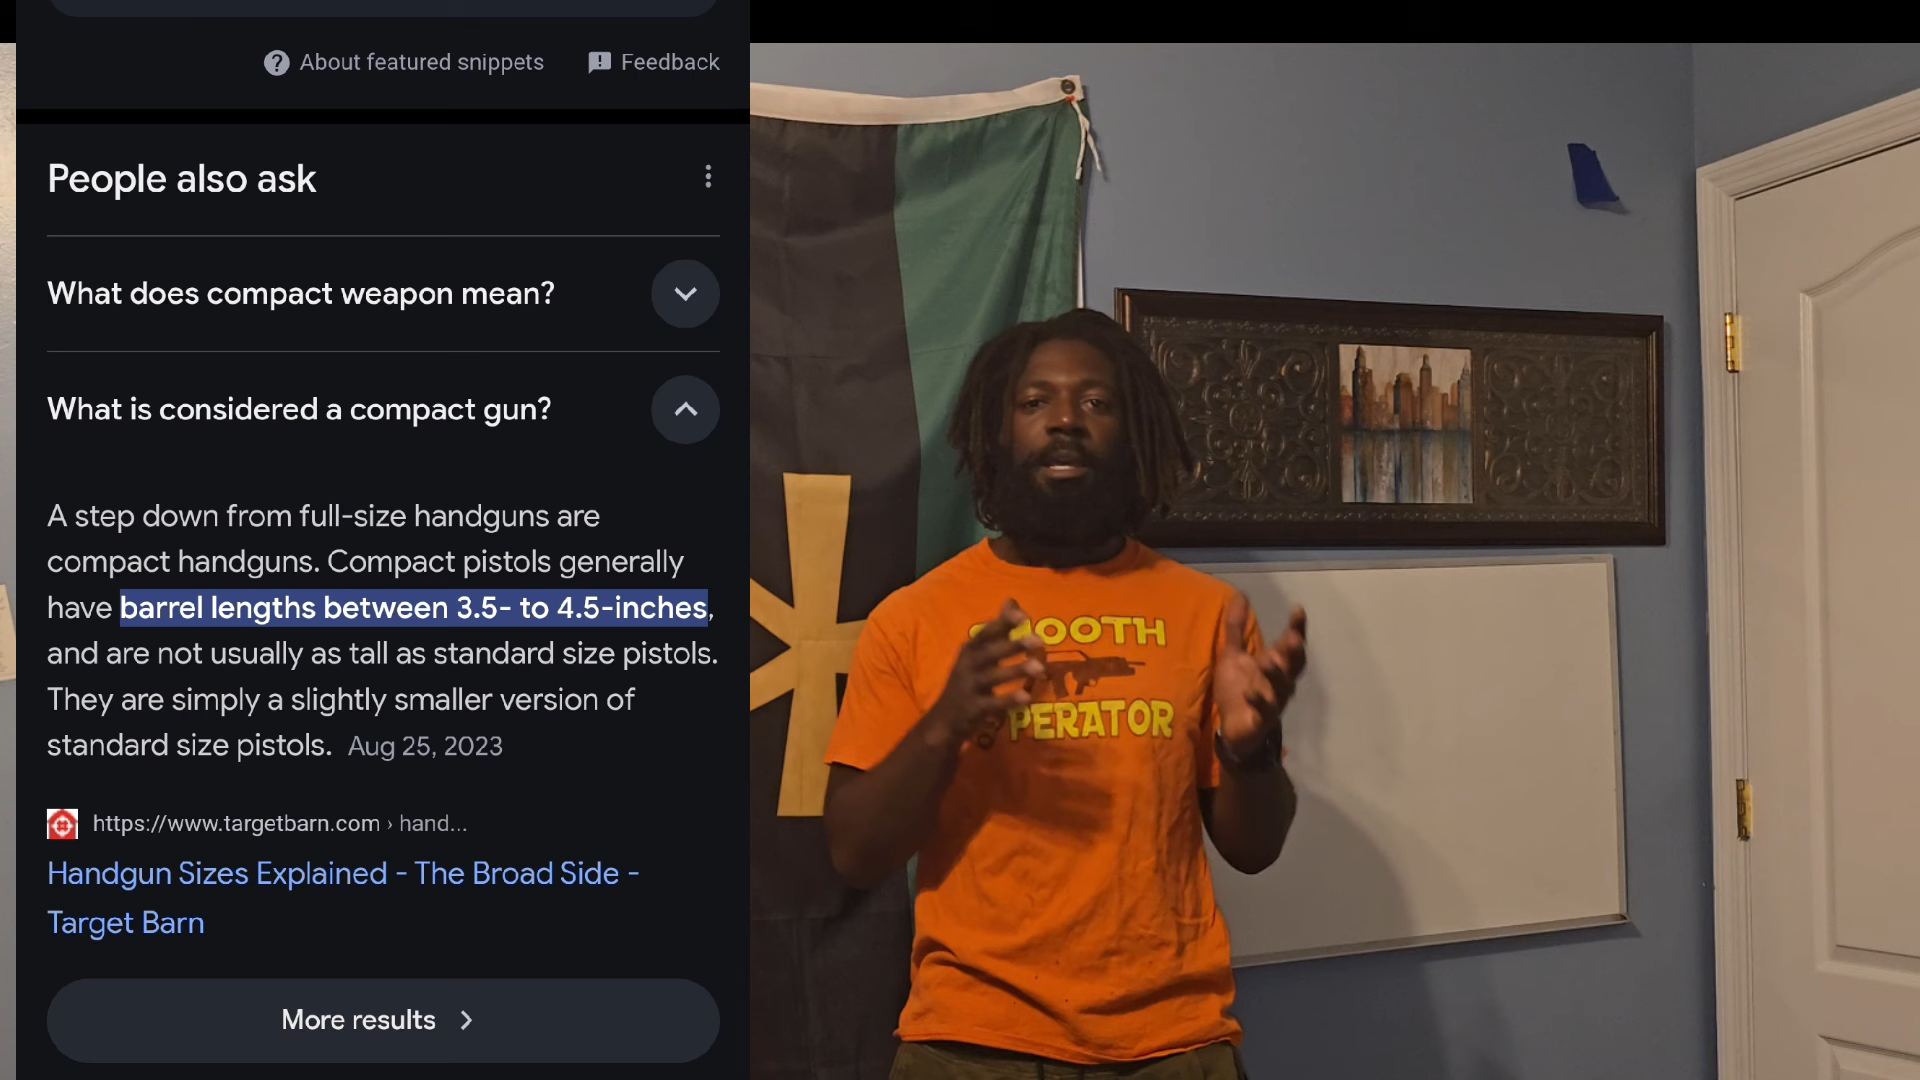 About featured snippets
Feedback
People also ask
What does compact weapon mean?
What is considered a compact gun?
A step down from full-size handguns are
compact handguns. Compact pistols generally
have barrel lengths between 3.5- to 4.5-inches,
and are not usually as tall as standard size pistols.
They are simply a slightly smaller version of
standard size pistols. Aug 25, 2023
https://www.targetbarn.com › hand...
Handgun Sizes Explained - The Broad Side -
Target Barn
More results
SMOOTH
OPERATOR